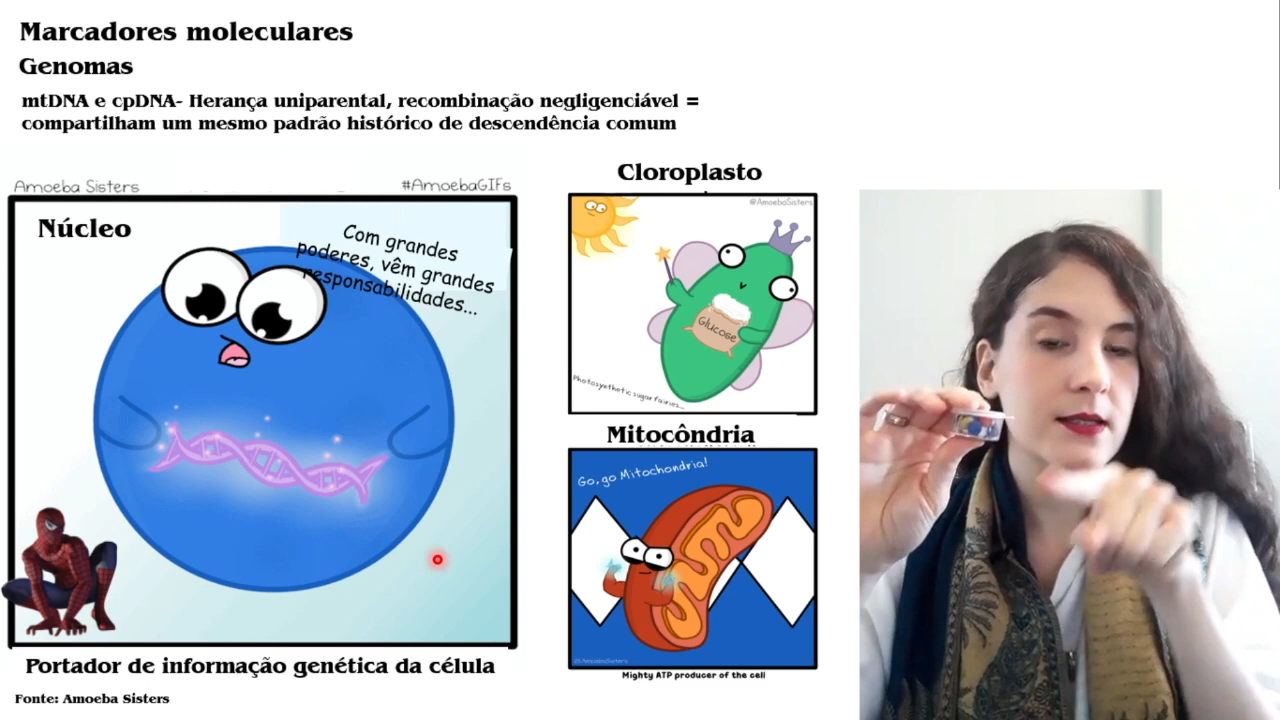 Marcadores moleculares
Genomas
mtDNA e cpDNA- Herança uniparental, recombinação negligenciável =
compartilham um mesmo padrão histórico de descendência comum
Amoeba Sisters
#AmoebaGIFs
Núcleo
Com grandes
poderes, vêm grandes
responsabilidades...
Portador de informação genética da célula
Fonte: Amoeba Sisters
Cloroplasto
@AmoebaSisters
Glucose
Photosynthetic sugar fairies...
Mitocôndria
Go, go Mitochondria!
@AmoebaSisters
Mighty ATP producer of the cell